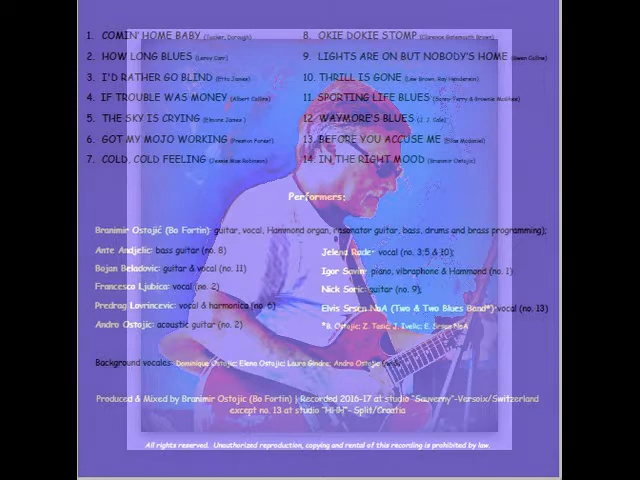 1. COMIN' HOME BABY (Tucker, Dorough)
2. HOW LONG BLUES (Leroy Carr)
3. I'D RATHER GO BLIND (Etta James)
4. IF TROUBLE WAS MONEY (Albert Collins)
5. THE SKY IS CRYING (Elmore James)
6. GOT MY MOJO WORKING (Preston Forster)
7. COLD, COLD FEELING (Jessie Mae Robinson)
8. OKIE DOKIE STOMP (Clarence Gatemouth Brown)
9. LIGHTS ARE ON BUT NOBODY'S HOME (Gwen Collins)
10. THRILL IS GONE (Lew Brown, Ray Henderson)
11. SPORTING LIFE BLUES (Sonny Terry & Brownie McGhee)
12. WAYMORE'S BLUES (J. J. Cale)
13. BEFORE YOU ACCUSE ME (Ellas McDaniel)
14. IN THE RIGHT MOOD (Branimir Ostojic)
Performers:
Branimir Ostojić (Bo Fortin): guitar, vocal, Hammond organ, resonator guitar, bass, drums and brass programming);
Ante Andjelic: bass guitar (no. 8)
Bojan Beladovic: guitar & vocal (no. 11)
Francesco Ljubica: vocal (no. 2)
Predrag Lovrincevic: vocal & harmonica (no. 6)
Andro Ostojic: acoustic guitar (no. 2)
Jelena Rade: vocal (no. 3;5 & 10);
Igor Savin: piano, vibraphone & Hammond (no. 1)
Nick Saric: guitar (no. 9);
Elvis Srsen NoA (Two & Two Blues Band*) vocal (no. 13)
*B. Ostojic; Z. Tasic; J. Ivelic; E. Srsen NoA
Background vocales: Dominique Ostojic; Elena Ostojic; Laura Gindre; Andro Ostojic
Produced & Mixed by Branimir Ostojic (Bo Fortin) | Recorded 2016-17 at studio "Sauverny"-Versoix/Switzerland
except no. 13 at studio "HHH"- Split/Croatia
All rights reserved. Unauthorized reproduction, copying and rental of this recording is prohibited by law.